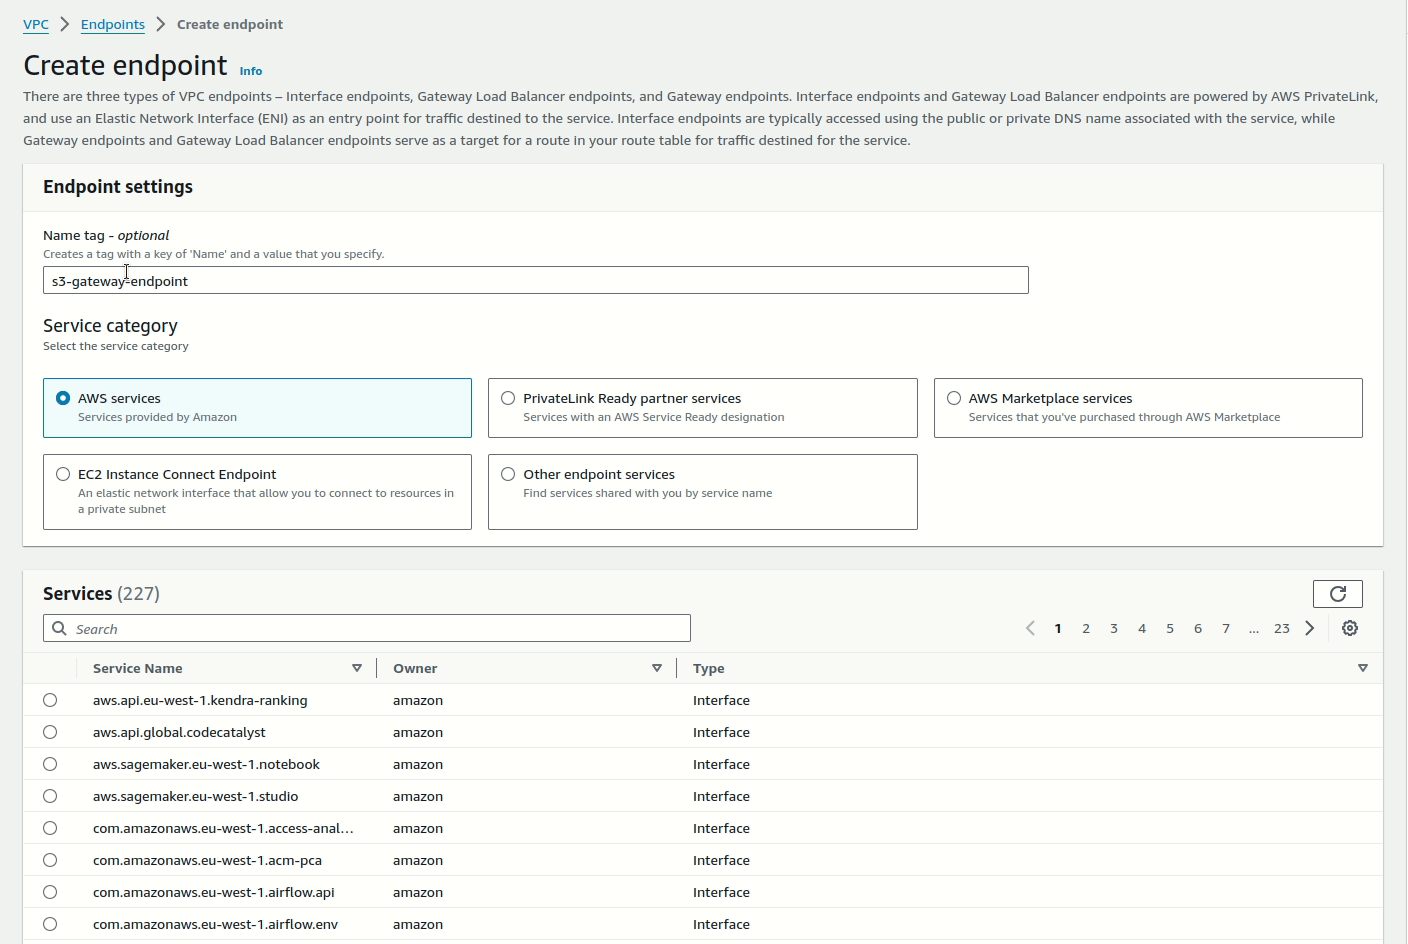 VPC > Endpoints > Create endpoint
Create endpoint Info
There are three types of VPC endpoints – Interface endpoints, Gateway Load Balancer endpoints, and Gateway endpoints. Interface endpoints and Gateway Load Balancer endpoints are powered by AWS PrivateLink,
and use an Elastic Network Interface (ENI) as an entry point for traffic destined to the service. Interface endpoints are typically accessed using the public or private DNS name associated with the service, while
Gateway endpoints and Gateway Load Balancer endpoints serve as a target for a route in your route table for traffic destined for the service.
Endpoint settings
Name tag - optional
Creates a tag with a key of 'Name' and a value that you specify.
s3-gateway-endpoint
Service category
Select the service category
AWS services
Services provided by Amazon
PrivateLink Ready partner services
Services with an AWS Service Ready designation
AWS Marketplace services
Services that you've purchased through AWS Marketplace
EC2 Instance Connect Endpoint
An elastic network interface that allow you to connect to resources in
a private subnet
Other endpoint services
Find services shared with you by service name
Services (227)
Search
1 2 3 4 5 6 7 ... 23
Service Name Owner Type
aws.api.eu-west-1.kendra-ranking amazon Interface
aws.api.global.codecatalyst amazon Interface
aws.sagemaker.eu-west-1.notebook amazon Interface
aws.sagemaker.eu-west-1.studio amazon Interface
com.amazonaws.eu-west-1.access-anal... amazon Interface
com.amazonaws.eu-west-1.acm-pca amazon Interface
com.amazonaws.eu-west-1.airflow.api amazon Interface
com.amazonaws.eu-west-1.airflow.env amazon Interface